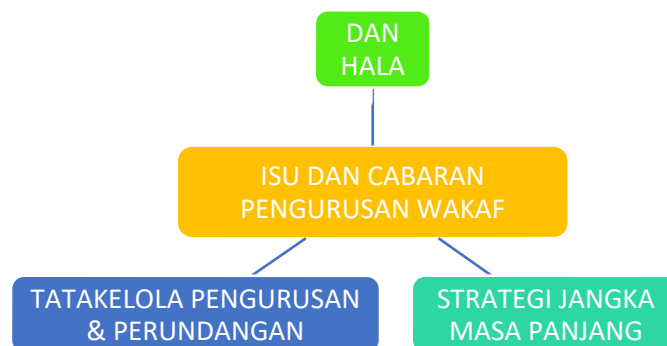 DAN
HALA
ISU DAN CABARAN
PENGURUSAN WAKAF
TATAKELOLA PENGURUSAN
& PERUNDANGAN
STRATEGI JANGKA
MASA PANJANG